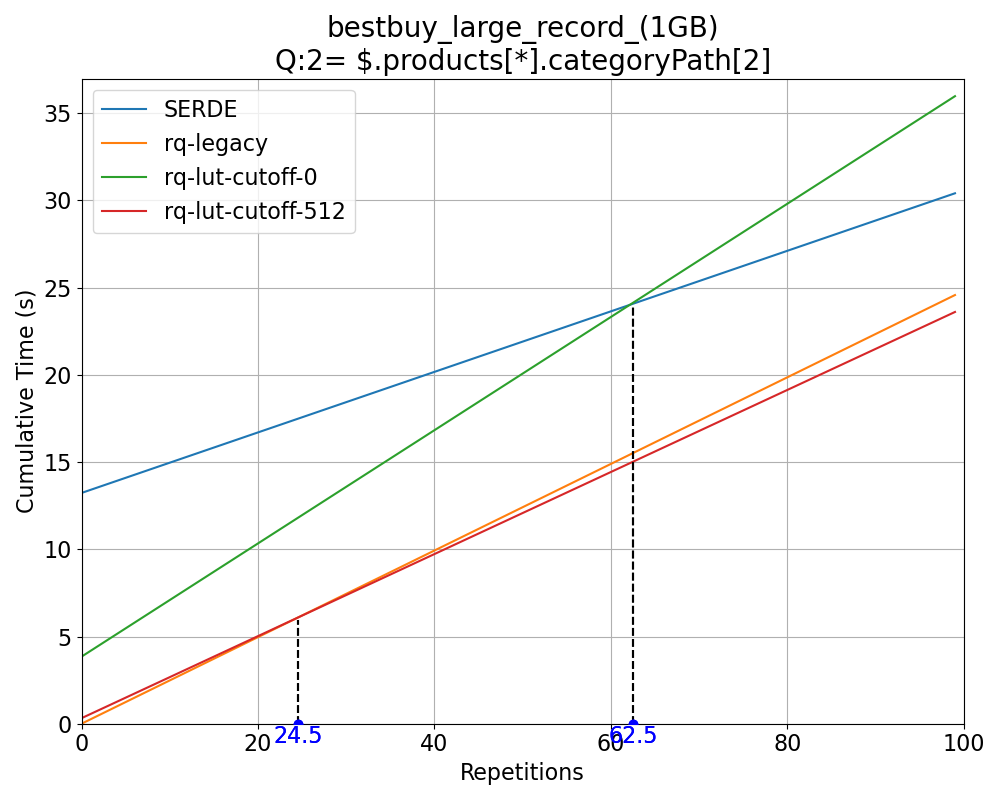 bestbuy_large_record_(1GB)
Q:2= $.products[*].categoryPath[2]
SERDE
rq-legacy
rq-lut-cutoff-0
rq-lut-cutoff-512
Cumulative Time (s)
35
30
25
20
15
10
5
0
0 20 40 60 80 100
24.5 62.5
Repetitions